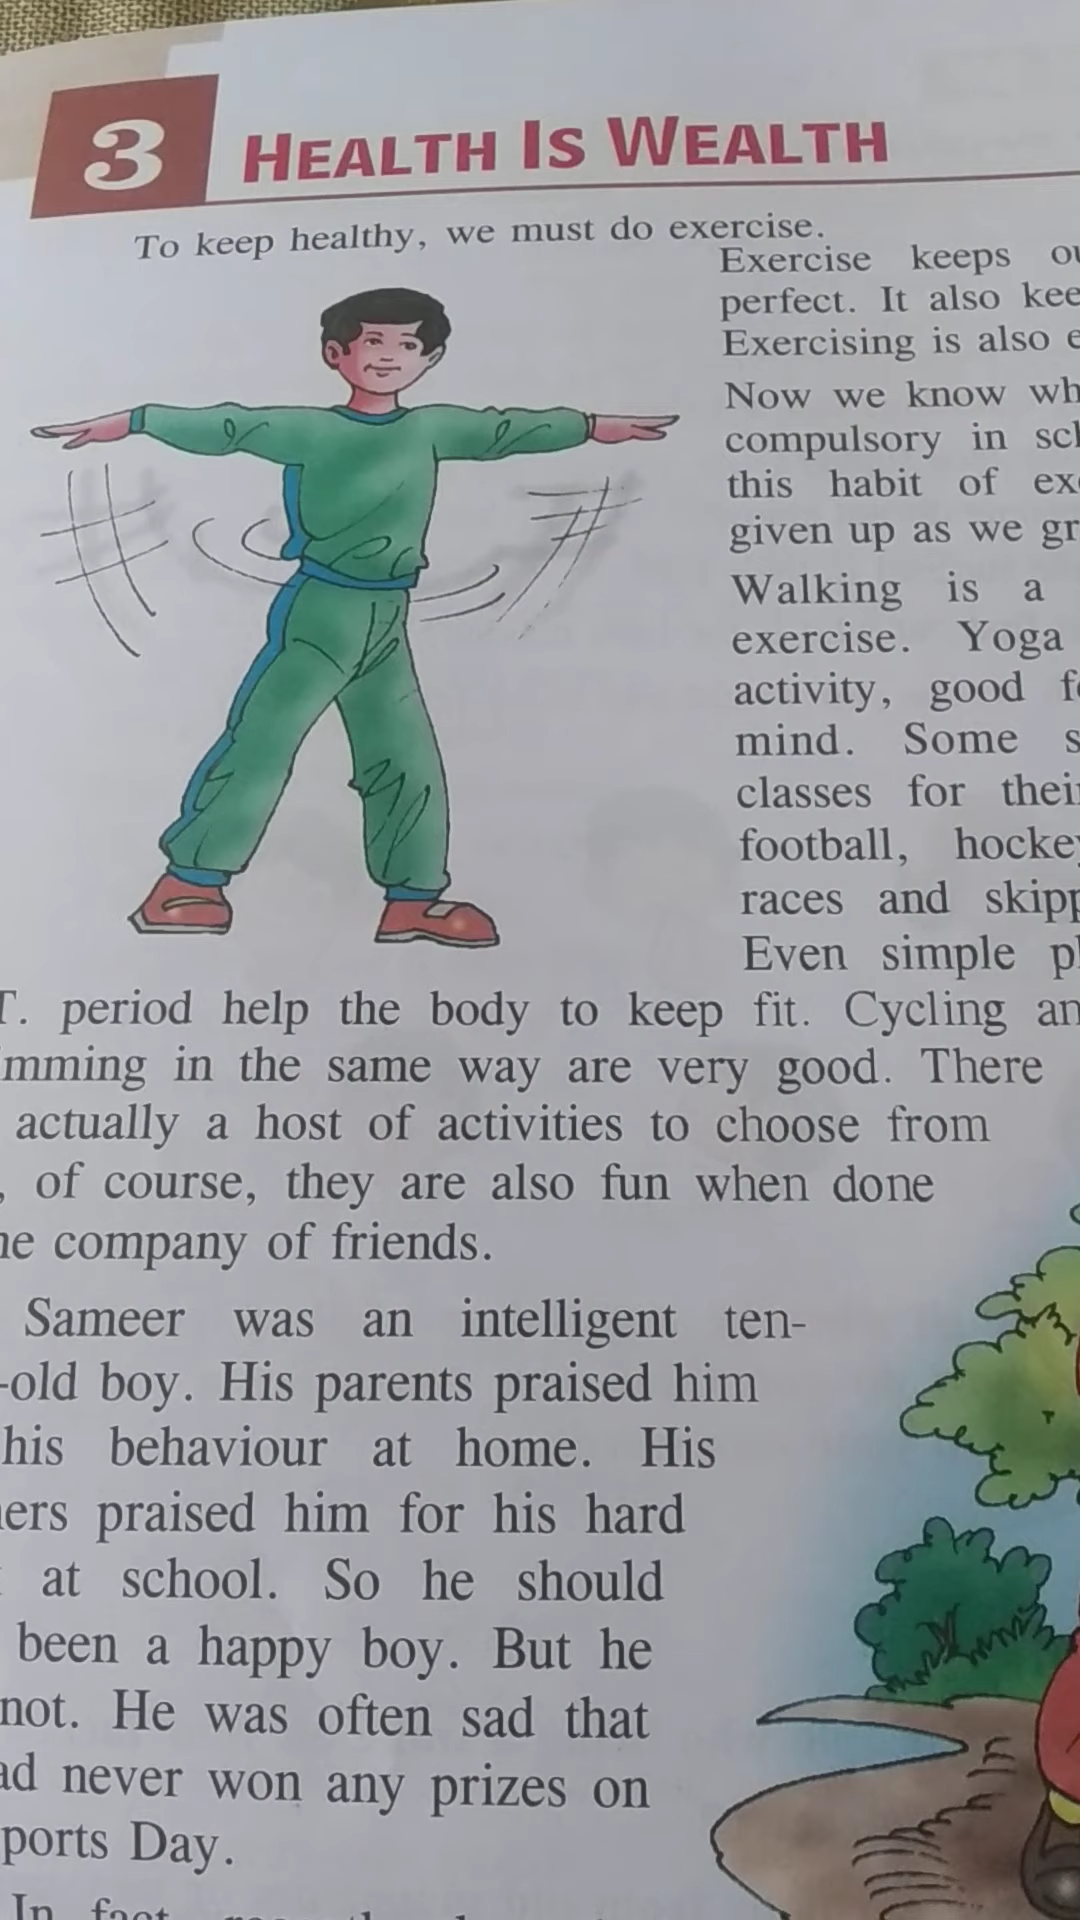 3 HEALTH IS WEALTH
To keep healthy, we must do exercise.
Exercise keeps
perfect. It also
Exercising is also
Now we know
compulsory in
this habit of
given up as we
Walking is a
exercise. Yoga
activity, good
mind. Some
classes for
football,
races and
Even simple
T. period help the body to keep fit. Cycling
in the same way are very good. There
actually a host of activities to choose from
, of course, they are also fun when done
company of friends.
Sameer was an intelligent ten-
-old boy. His parents praised him
his behaviour at home. His
praised him for his hard
at school. So he should
been a happy boy. But he
not. He was often sad that
never won any prizes on
Day.
In